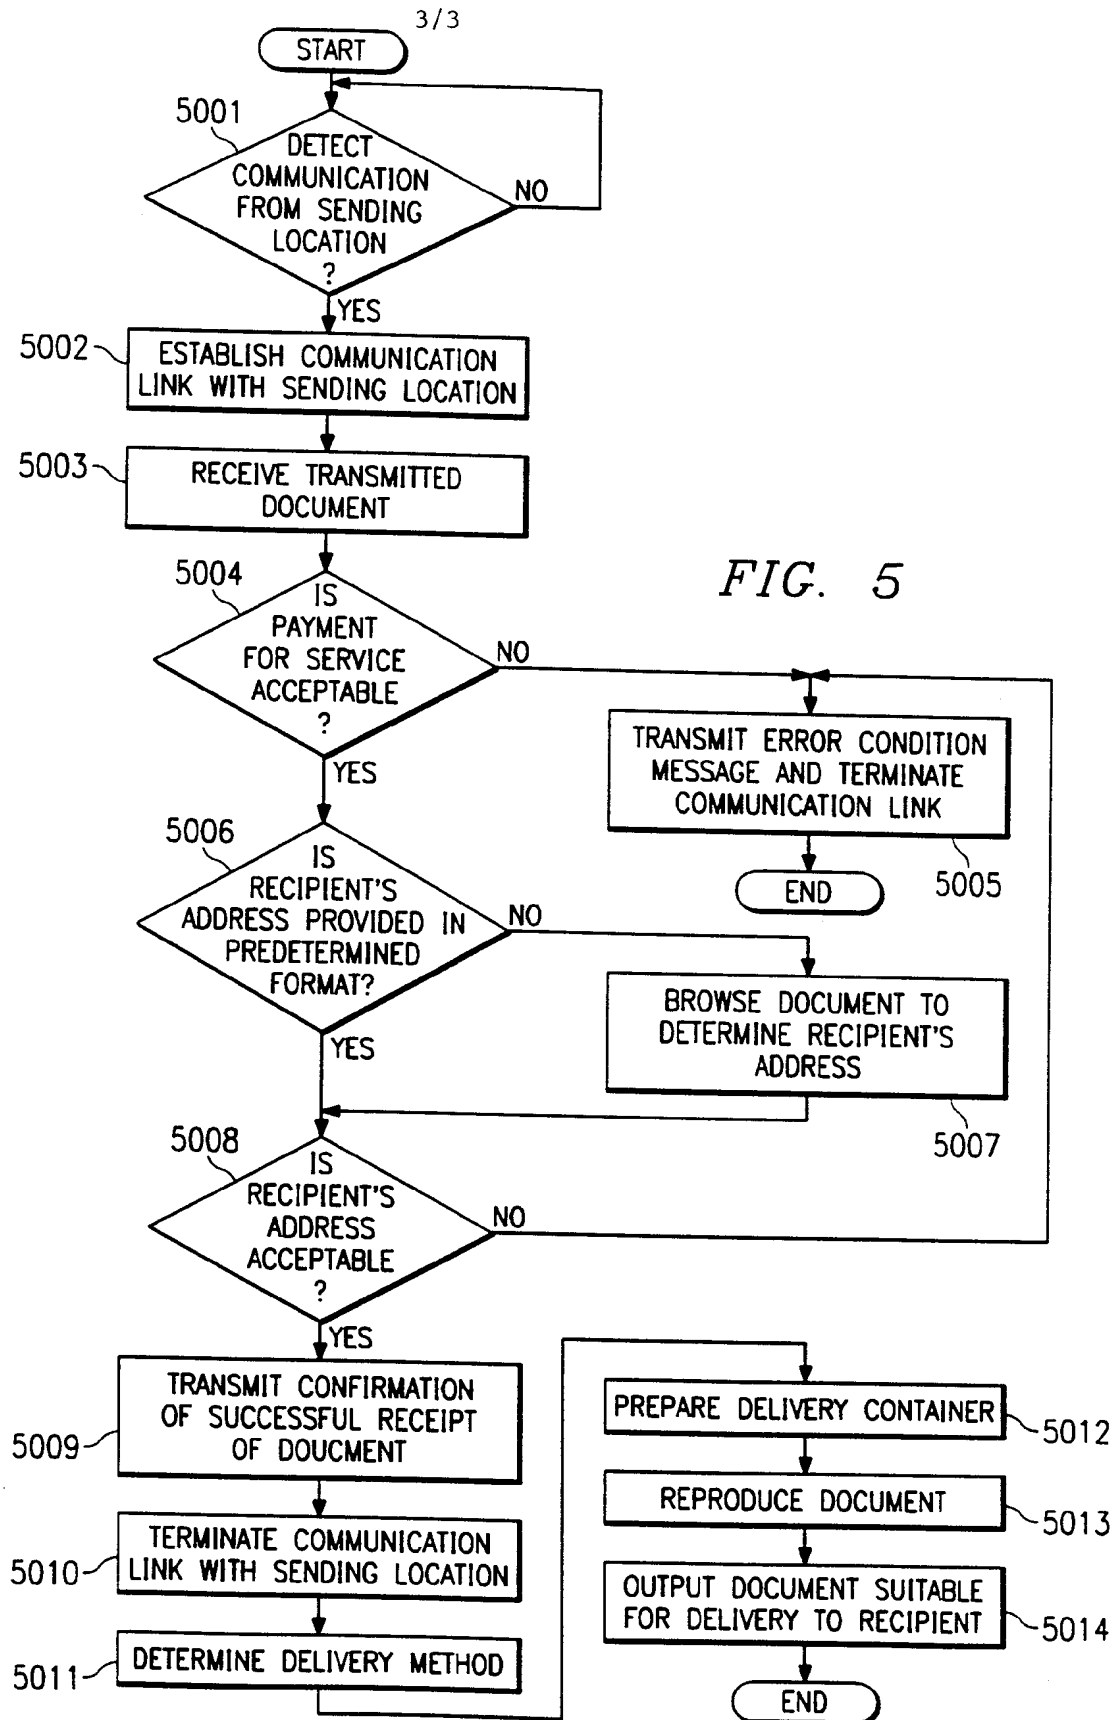 3/3
START
5001
DETECT
COMMUNICATION
FROM SENDING
LOCATION
?
NO
YES
5002
ESTABLISH COMMUNICATION
LINK WITH SENDING LOCATION
5003
RECEIVE TRANSMITTED
DOCUMENT
FIG. 5
5004
IS
PAYMENT
FOR SERVICE
ACCEPTABLE
?
NO
YES
TRANSMIT ERROR CONDITION
MESSAGE AND TERMINATE
COMMUNICATION LINK
5005
END
5006
IS
RECIPIENT'S
ADDRESS PROVIDED IN
PREDETERMINED
FORMAT?
NO
YES
BROWSE DOCUMENT TO
DETERMINE RECIPIENT'S
ADDRESS
5007
5008
IS
RECIPIENT'S
ADDRESS
ACCEPTABLE
?
NO
YES
TRANSMIT CONFIRMATION
OF SUCCESSFUL RECEIPT
OF DOUCMENT
5009
TERMINATE COMMUNICATION
LINK WITH SENDING LOCATION
5010
DETERMINE DELIVERY METHOD
5011
PREPARE DELIVERY CONTAINER
5012
REPRODUCE DOCUMENT
5013
OUTPUT DOCUMENT SUITABLE
FOR DELIVERY TO RECIPIENT
5014
END